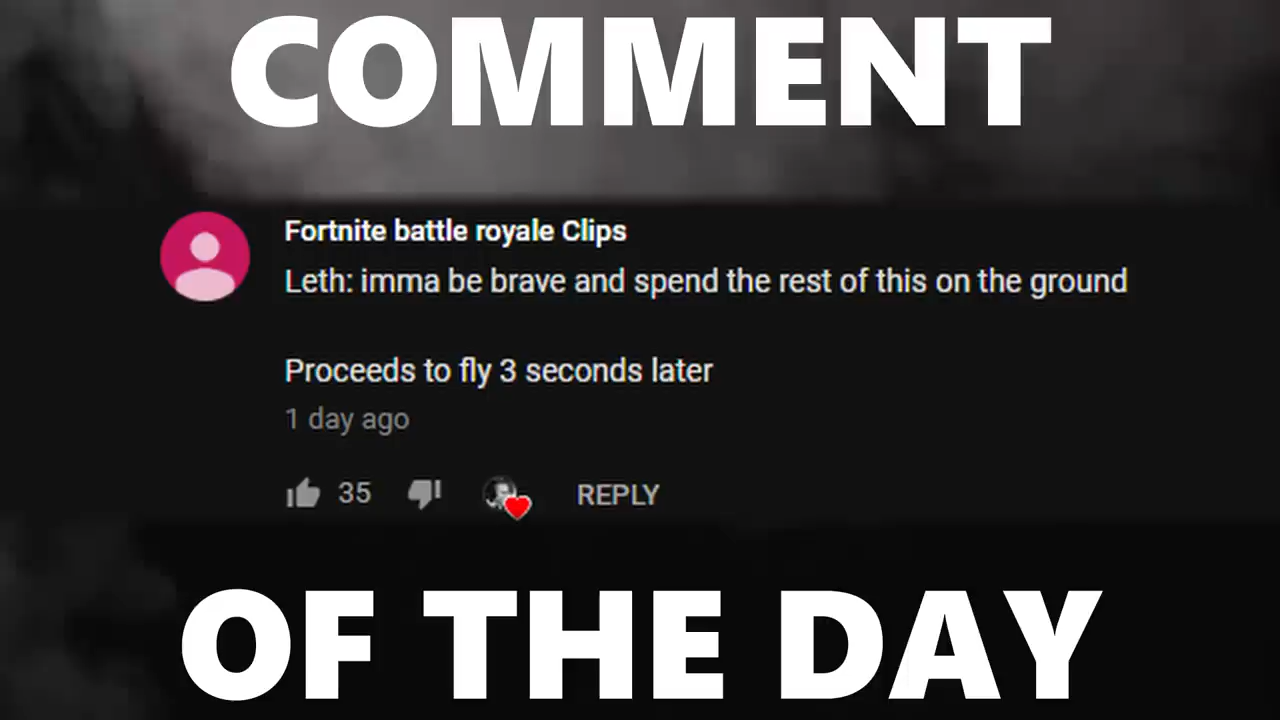 COMMENT
Fortnite battle royale Clips
Leth: imma be brave and spend the rest of this on the ground
Proceeds to fly 3 seconds later
1 day ago
35 REPLY
OF THE DAY